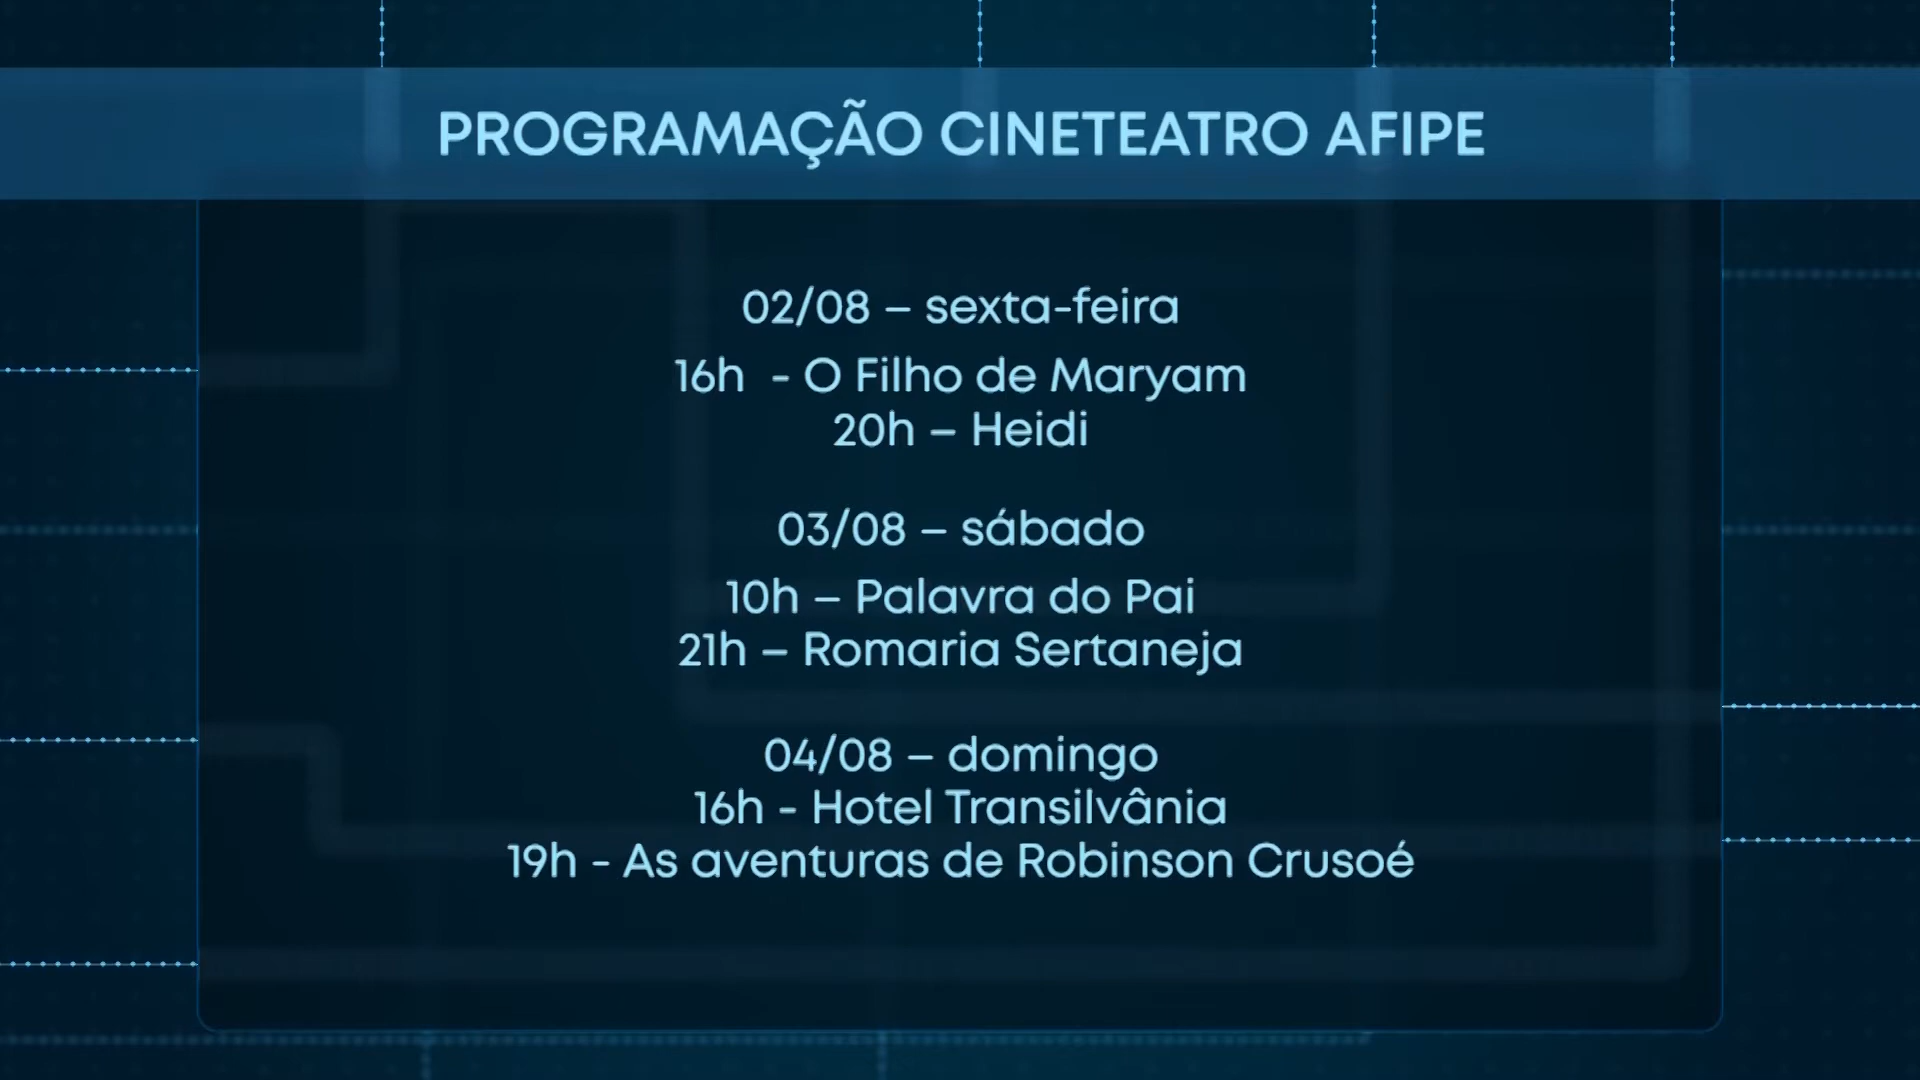 PROGRAMAÇÃO CINETEATRO AFIPE
02/08 – sexta-feira
16h - O Filho de Maryam
20h – Heidi
03/08 – sábado
10h – Palavra do Pai
21h – Romaria Sertaneja
04/08 – domingo
16h - Hotel Transilvânia
19h - As aventuras de Robinson Crusoé